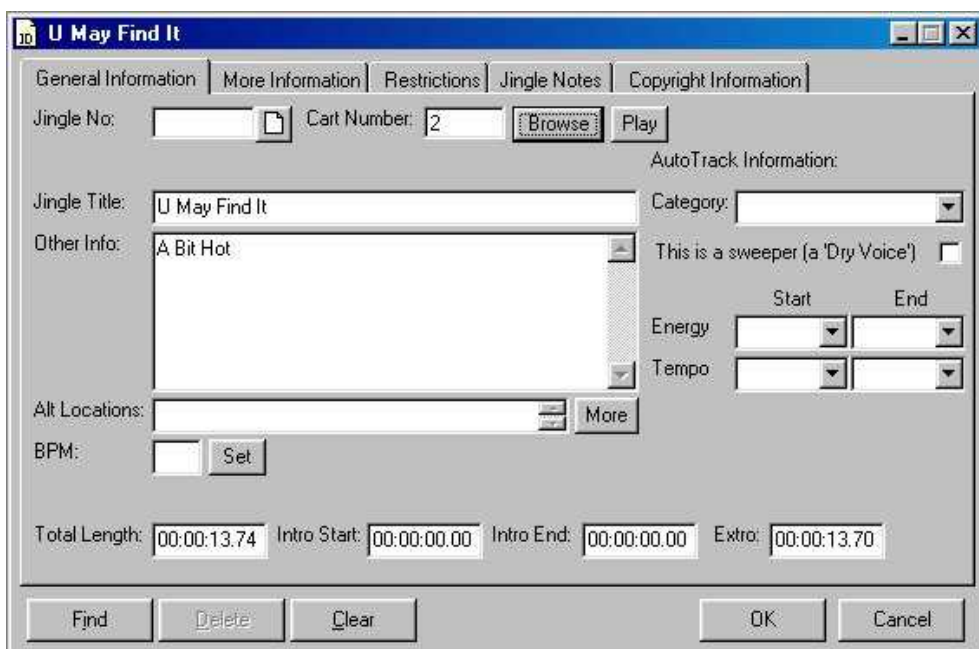 U May Find It
General Information More Information Restrictions Jingle Notes Copyright Information
Jingle No: Cart Number: 2 Browse Play
AutoTrack Information:
Jingle Title: U May Find It Category:
Other Info: A Bit Hot This is a sweeper (a 'Dry Voice')
Start End
Energy
Tempo
Alt Locations: More
BPM: Set
Total Length: 00:00:13.74 Intro Start: 00:00:00.00 Intro End: 00:00:00.00 Extro: 00:00:13.70
Find Delete Clear OK Cancel